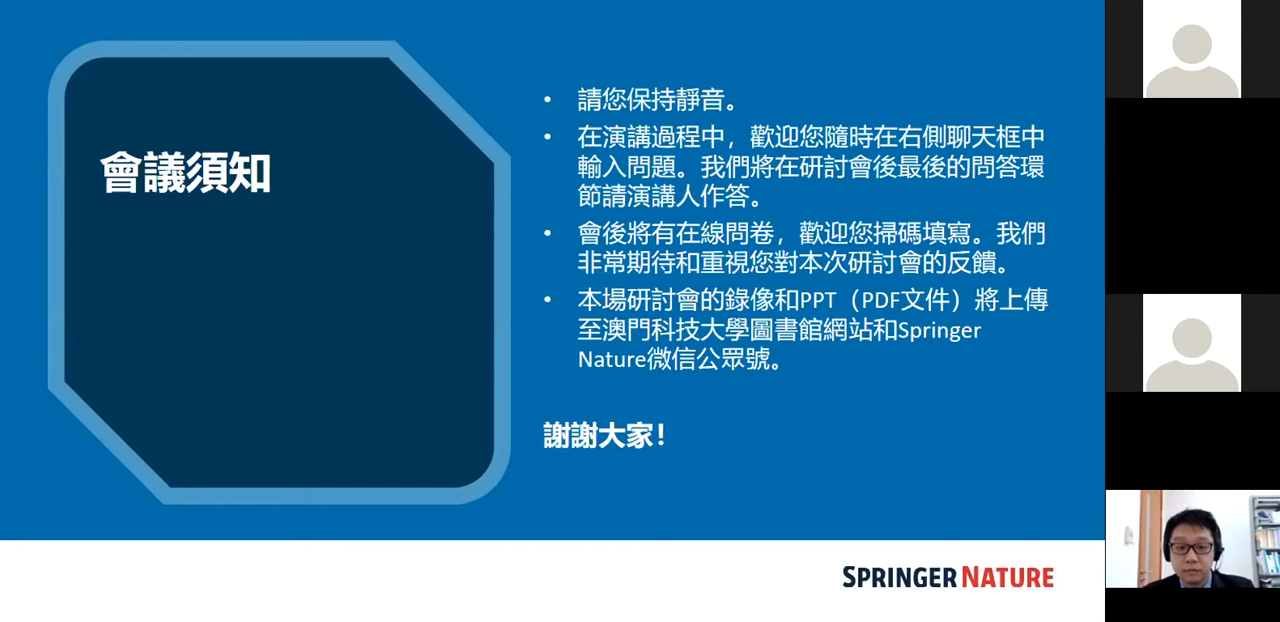 會議須知
• 請您保持靜音。
• 在演講過程中，歡迎您隨時在右側聊天框中
輸入問題。我們將在研討會後最後的問答環
節請演講人作答。
• 會後將有在線問卷，歡迎您掃碼填寫。我們
非常期待和重視您對本次研討會的反饋。
• 本場研討會的錄像和PPT（PDF文件）將上傳
至澳門科技大學圖書館網站和Springer
Nature微信公眾號。
謝謝大家！
SPRINGER NATURE